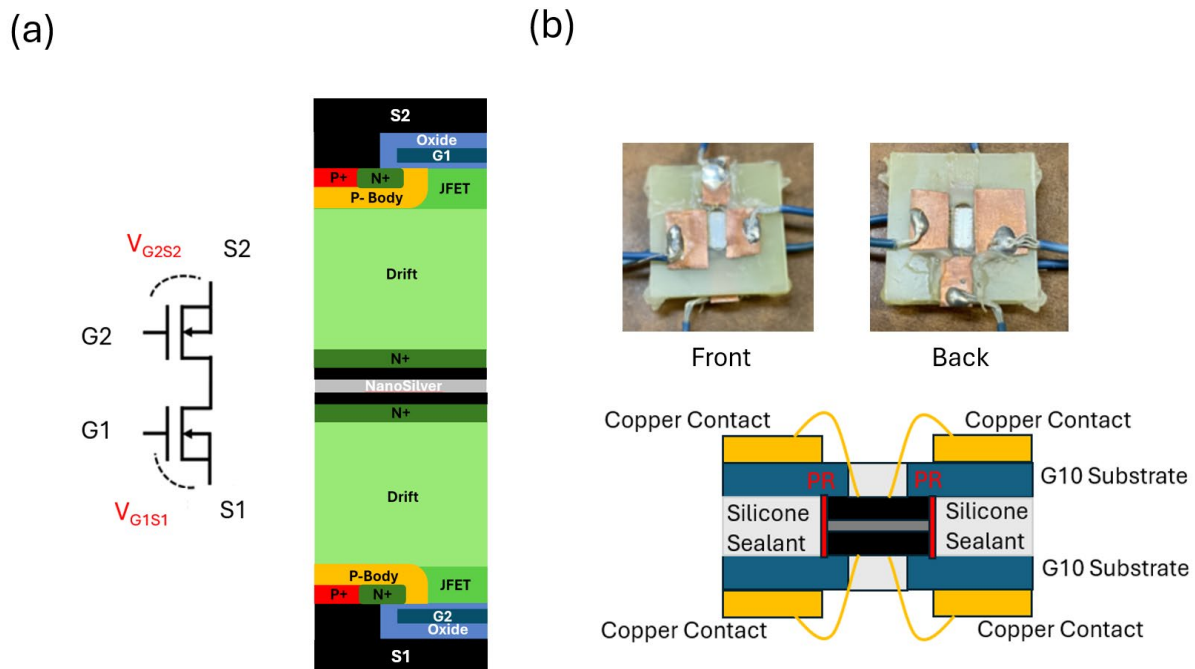 (a)
(b)
S2
Oxide
G1
P+
N+
JFET
P- Body
Drift
N+
NanoSilver
N+
Drift
P-Body
JFET
P+
N+
G2
Oxide
S1
VG2S2
S2
G2
G1
VG1S1
S1
Front
Back
Copper Contact
Copper Contact
PR
PR
G10 Substrate
Silicone
Sealant
Silicone
Sealant
G10 Substrate
Copper Contact
Copper Contact